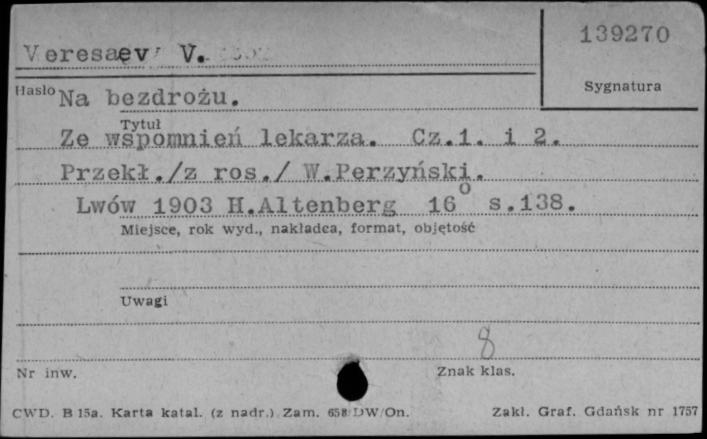 139270
Veresaev V.
Sygnatura
Hasło Na bezdrożu.
Tytuł
Ze wspomnień lekarza. Cz.1. i 2.
Przekł./z ros./ W.Perzyński.
Lwów 1903 H.Altenberg 16° s.138.
Miejsce, rok wyd., nakładca, format, objętość
Uwagi
8
Nr inw. Znak klas.
CWD. B 15a. Karta katal. (z nadr.) Zam. 658/DW/On. Zakł. Graf. Gdańsk nr 1757